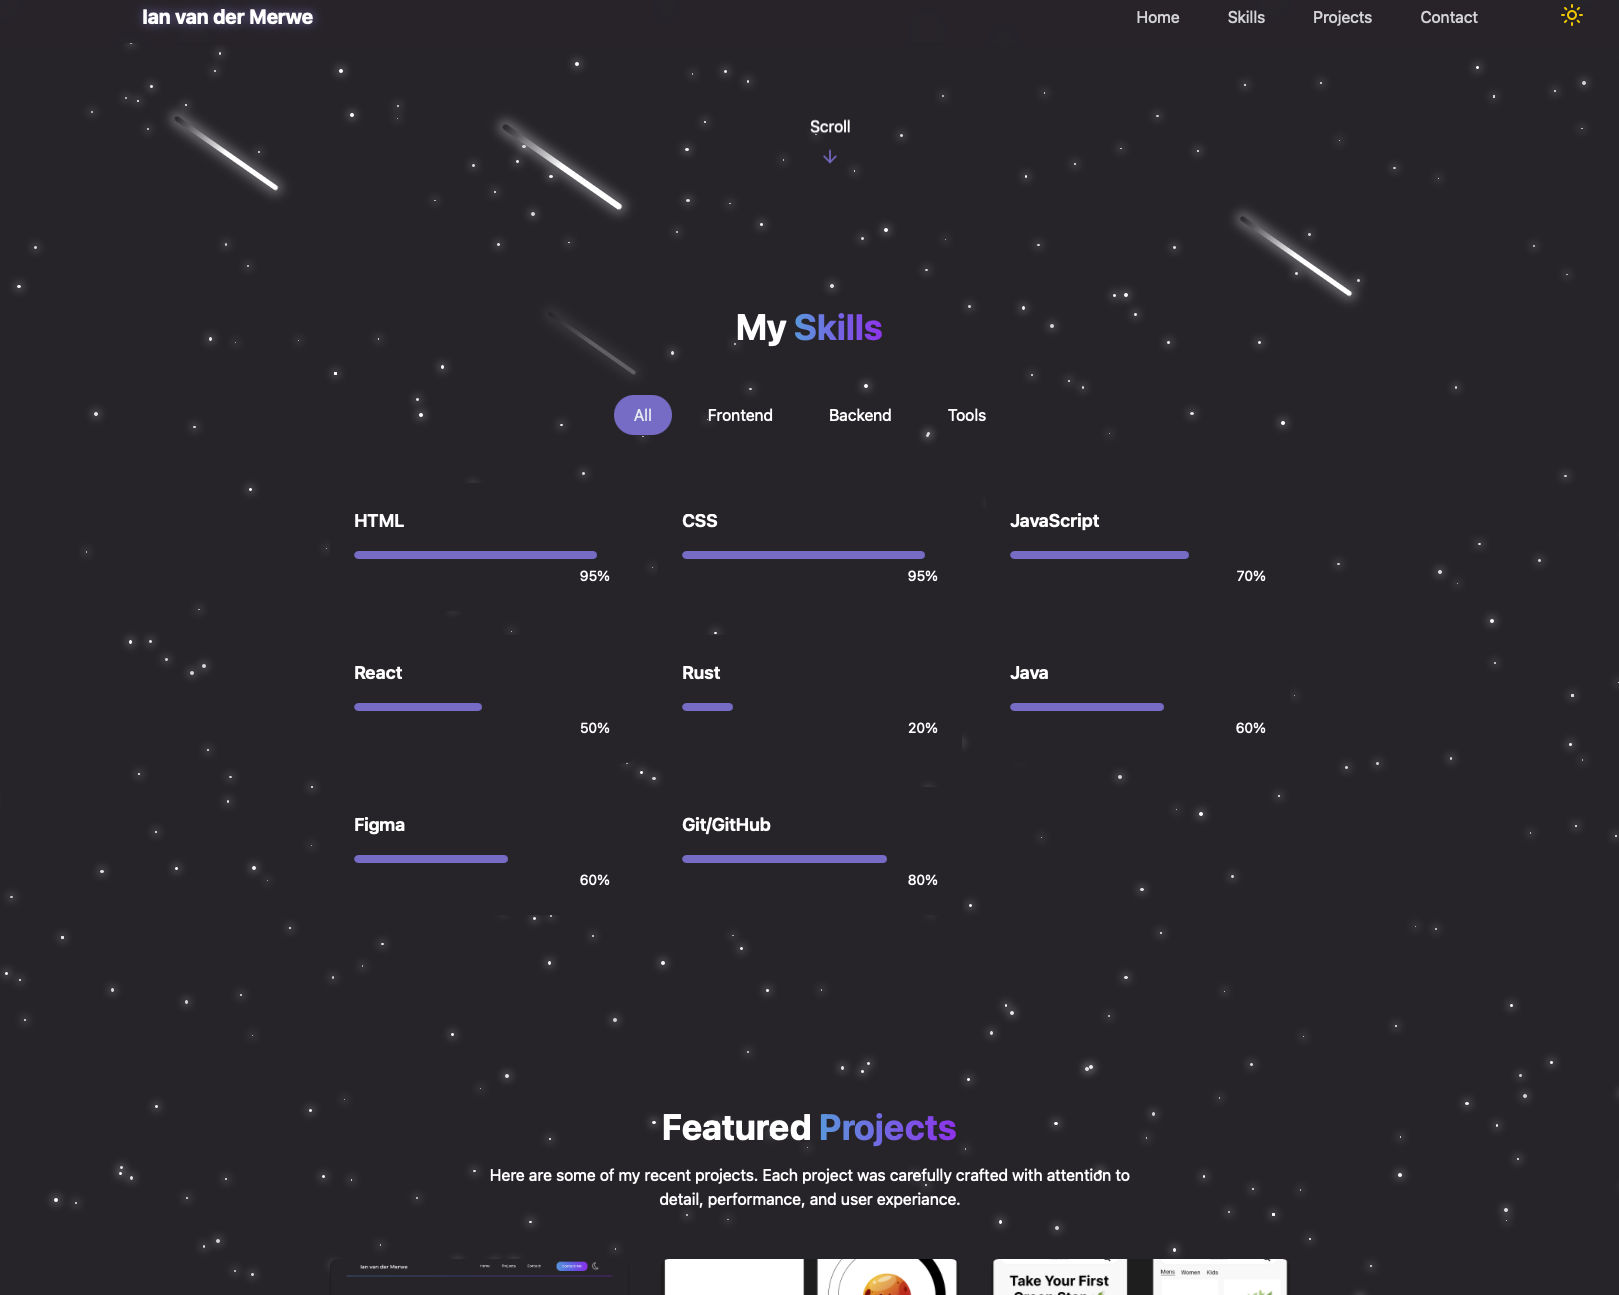 Ian van der Merwe
Home Skills Projects Contact
Scroll
My Skills
All Frontend Backend Tools
HTML CSS JavaScript
95% 95% 70%
React Rust Java
50% 20% 60%
Figma Git/GitHub
60% 80%
Featured Projects
Here are some of my recent projects. Each project was carefully crafted with attention to
detail, performance, and user experiance.
Ian van der Merwe
Home Projects Contact
Take Your First
Mens Women Kids